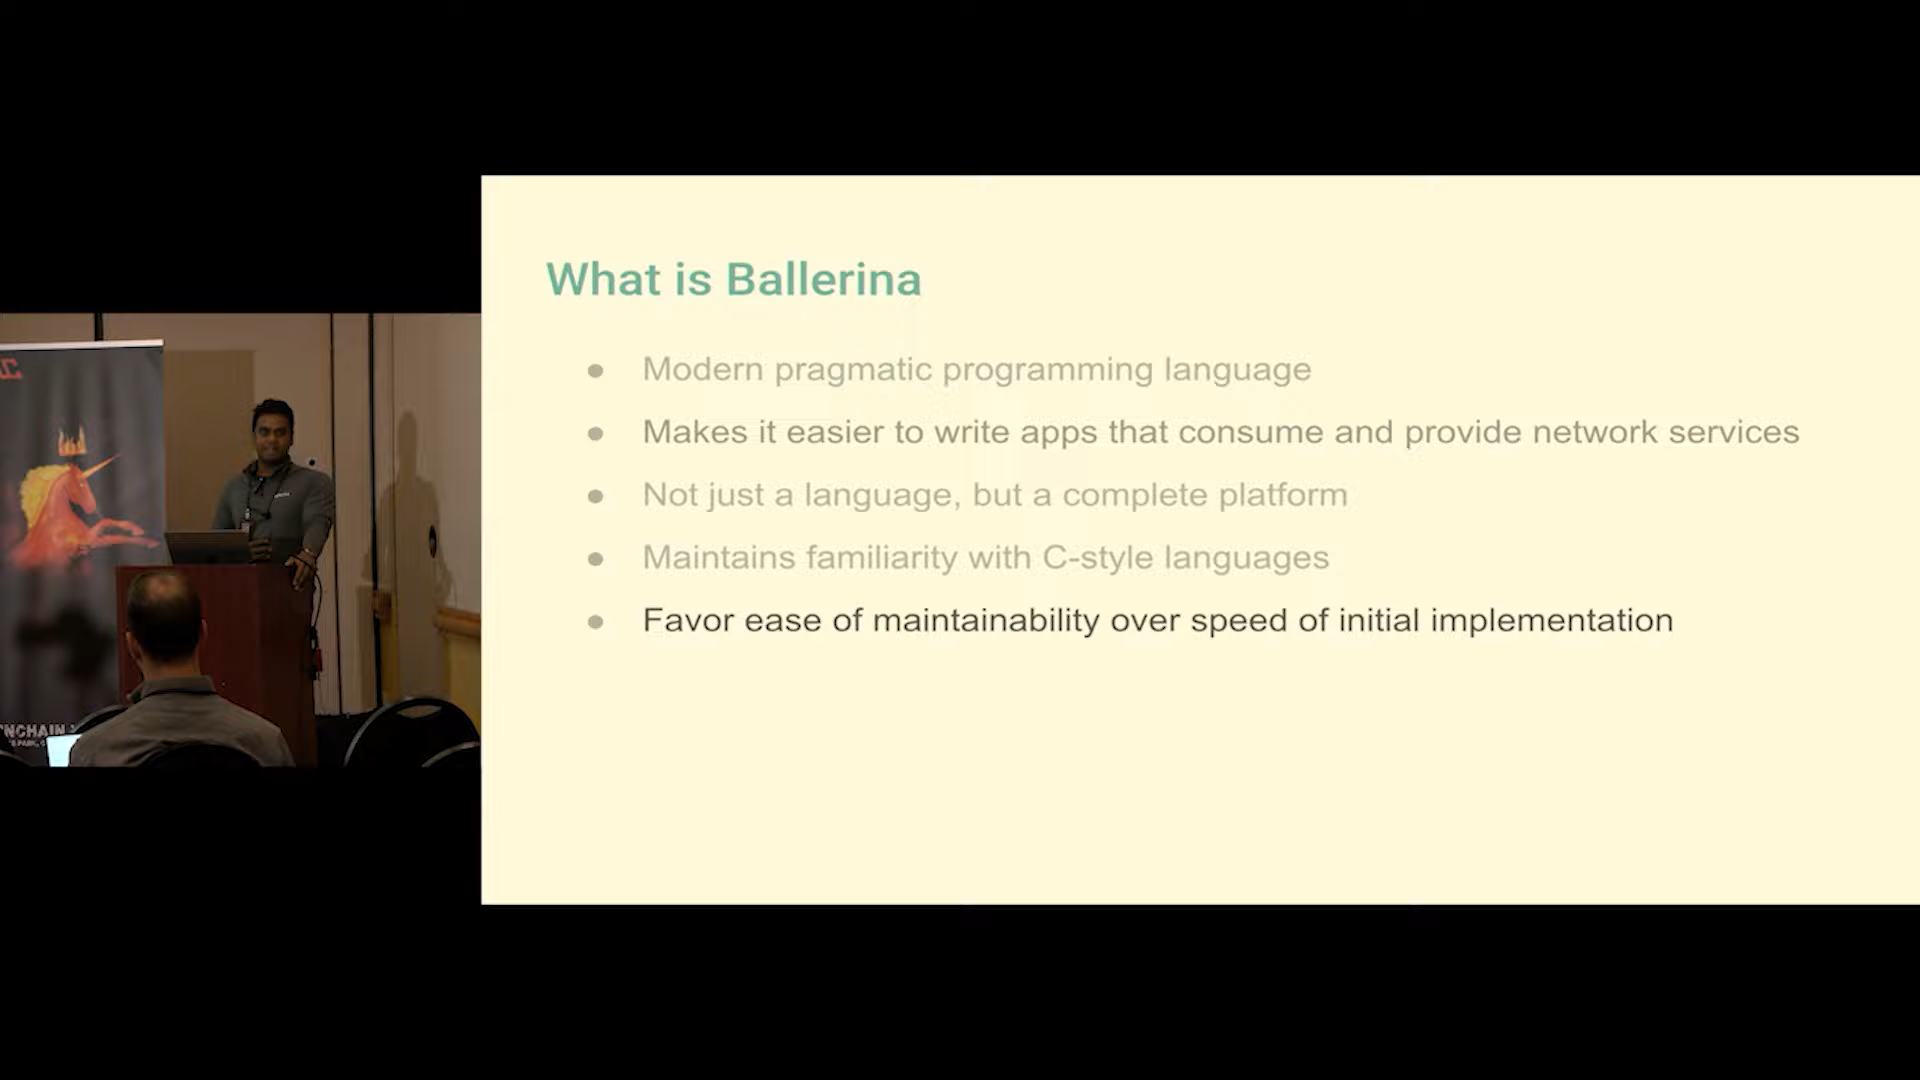 What is Ballerina
● Modern pragmatic programming language
● Makes it easier to write apps that consume and provide network services
● Not just a language, but a complete platform
● Maintains familiarity with C-style languages
● Favor ease of maintainability over speed of initial implementation
NCHAIN